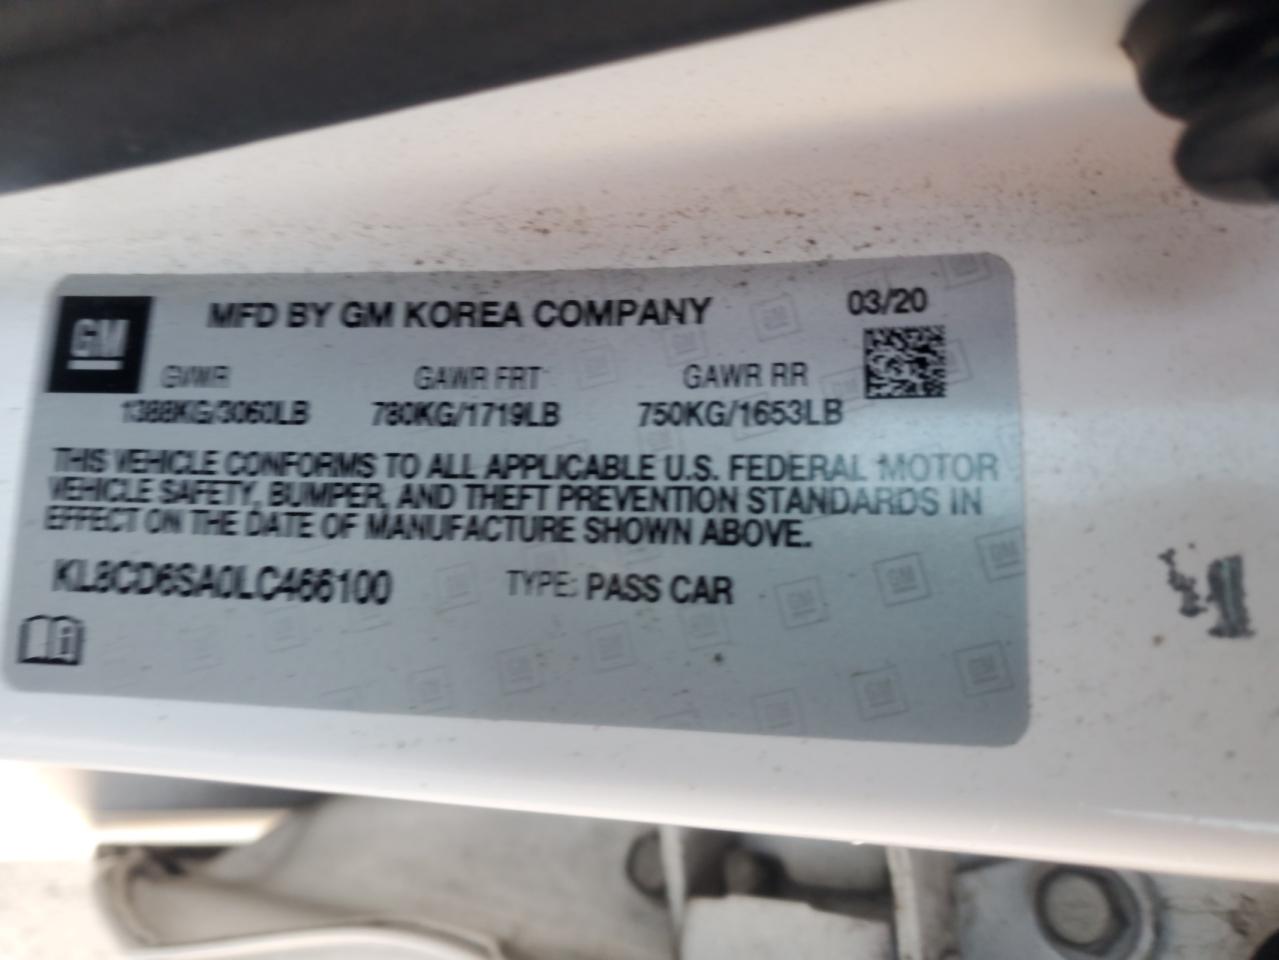 GM
MFD BY GM KOREA COMPANY 03/20
GVWR GAWR FRT GAWR RR
1388KG/3060LB 780KG/1719LB 750KG/1653LB
THIS VEHICLE CONFORMS TO ALL APPLICABLE U.S. FEDERAL MOTOR
VEHICLE SAFETY, BUMPER, AND THEFT PREVENTION STANDARDS IN
EFFECT ON THE DATE OF MANUFACTURE SHOWN ABOVE.
KL8CD6SA0LC466100 TYPE: PASS CAR